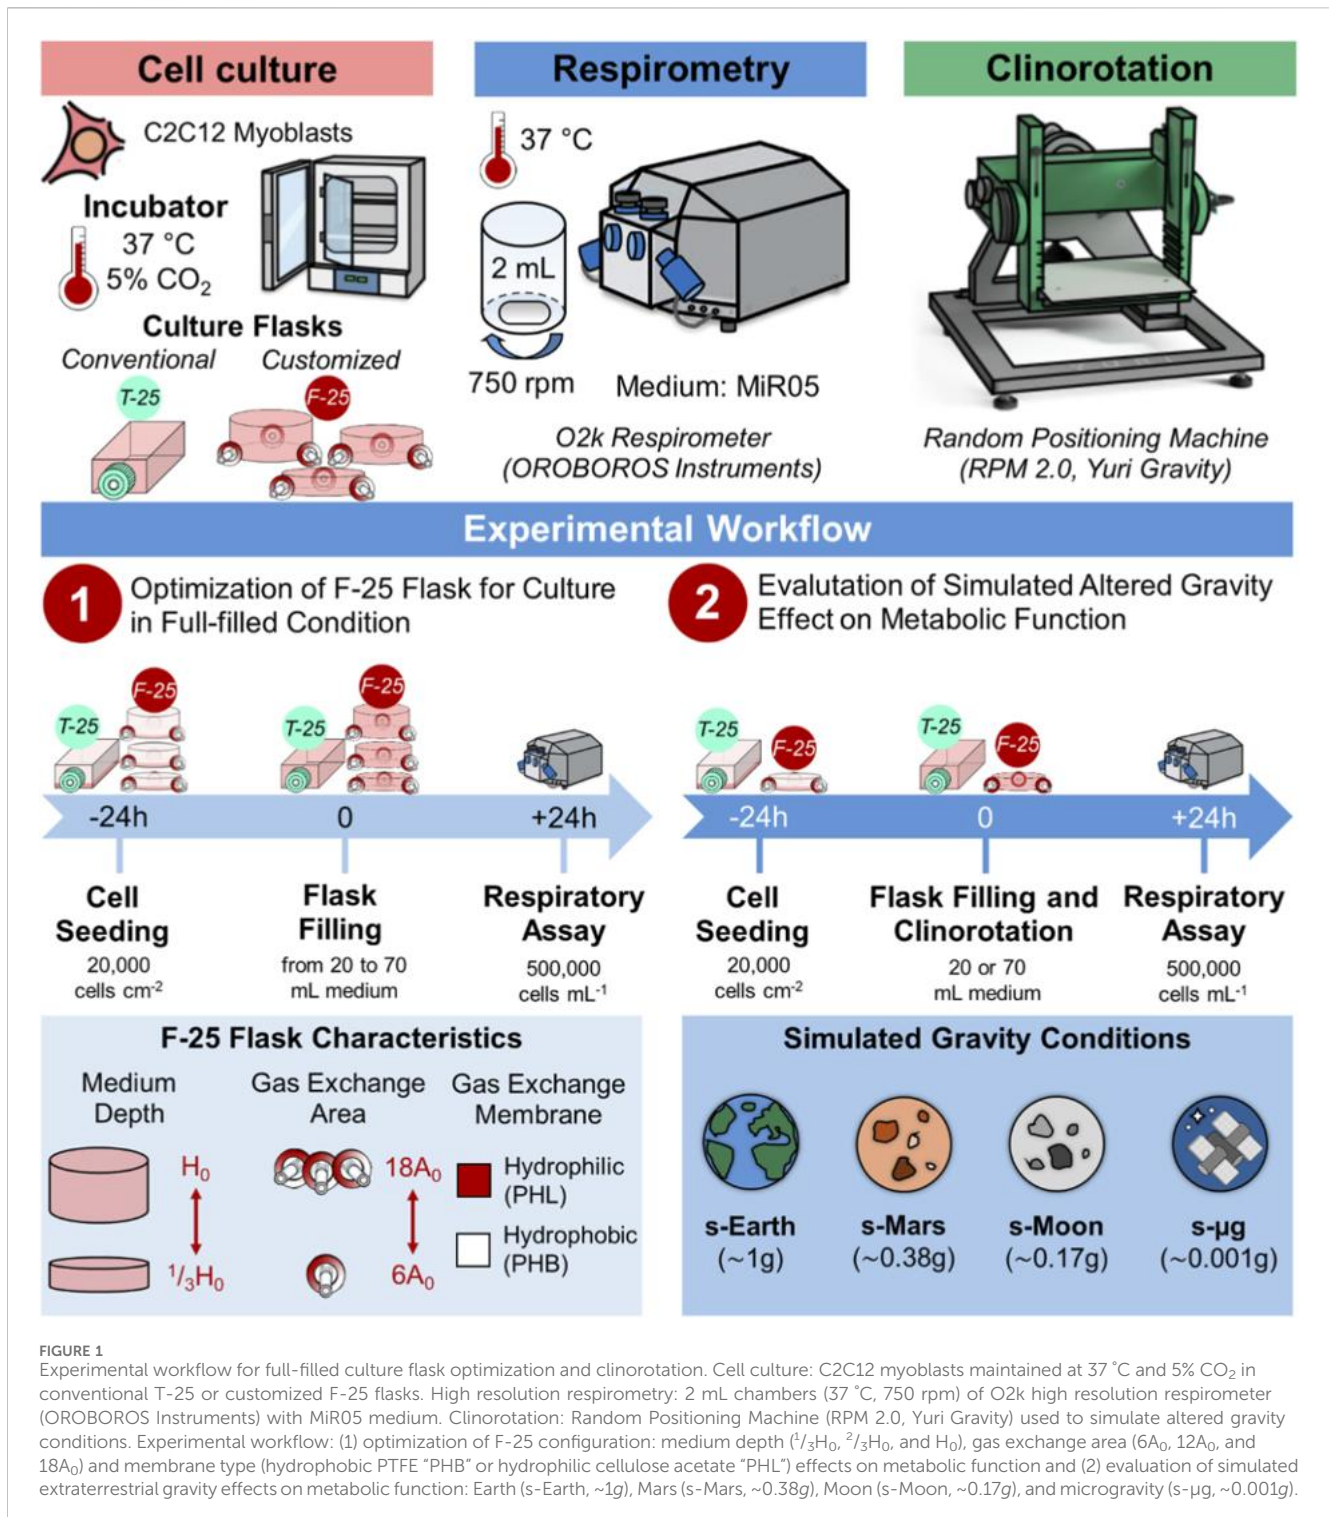 Cell culture
C2C12 Myoblasts
Incubator
37 °C
5% CO₂
Culture Flasks
Conventional
Customized
T-25
F-25
Respirometry
37 °C
2 mL
750 rpm
Medium: MiR05
O2k Respirometer
(OROBOROS Instruments)
Clinorotation
Random Positioning Machine
(RPM 2.0, Yuri Gravity)
Experimental Workflow
1
Optimization of F-25 Flask for Culture
in Full-filled Condition
T-25
F-25
T-25
F-25
-24h
0
+24h
Cell
Seeding
20,000
cells cm⁻²
Flask
Filling
from 20 to 70
mL medium
Respiratory
Assay
500,000
cells mL⁻¹
2
Evalutation of Simulated Altered Gravity
Effect on Metabolic Function
T-25
F-25
T-25
F-25
-24h
0
+24h
Cell
Seeding
20,000
cells cm⁻²
Flask Filling and
Clinorotation
20 or 70
mL medium
Respiratory
Assay
500,000
cells mL⁻¹
F-25 Flask Characteristics
Medium
Depth
H₀
¹/₃H₀
Gas Exchange
Area
18A₀
6A₀
Gas Exchange
Membrane
Hydrophilic
(PHL)
Hydrophobic
(PHB)
Simulated Gravity Conditions
s-Earth
(~1g)
s-Mars
(~0.38g)
s-Moon
(~0.17g)
s-µg
(~0.001g)
FIGURE 1
Experimental workflow for full-filled culture flask optimization and clinorotation. Cell culture: C2C12 myoblasts maintained at 37 °C and 5% CO₂ in
conventional T-25 or customized F-25 flasks. High resolution respirometry: 2 mL chambers (37 °C, 750 rpm) of O2k high resolution respirometer
(OROBOROS Instruments) with MiR05 medium. Clinorotation: Random Positioning Machine (RPM 2.0, Yuri Gravity) used to simulate altered gravity
conditions. Experimental workflow: (1) optimization of F-25 configuration: medium depth (¹/₃H₀, ²/₃H₀, and H₀), gas exchange area (6A₀, 12A₀, and
18A₀) and membrane type (hydrophobic PTFE “PHB” or hydrophilic cellulose acetate “PHL”) effects on metabolic function and (2) evaluation of simulated
extraterrestrial gravity effects on metabolic function: Earth (s-Earth, ~1g), Mars (s-Mars, ~0.38g), Moon (s-Moon, ~0.17g), and microgravity (s-µg, ~0.001g).